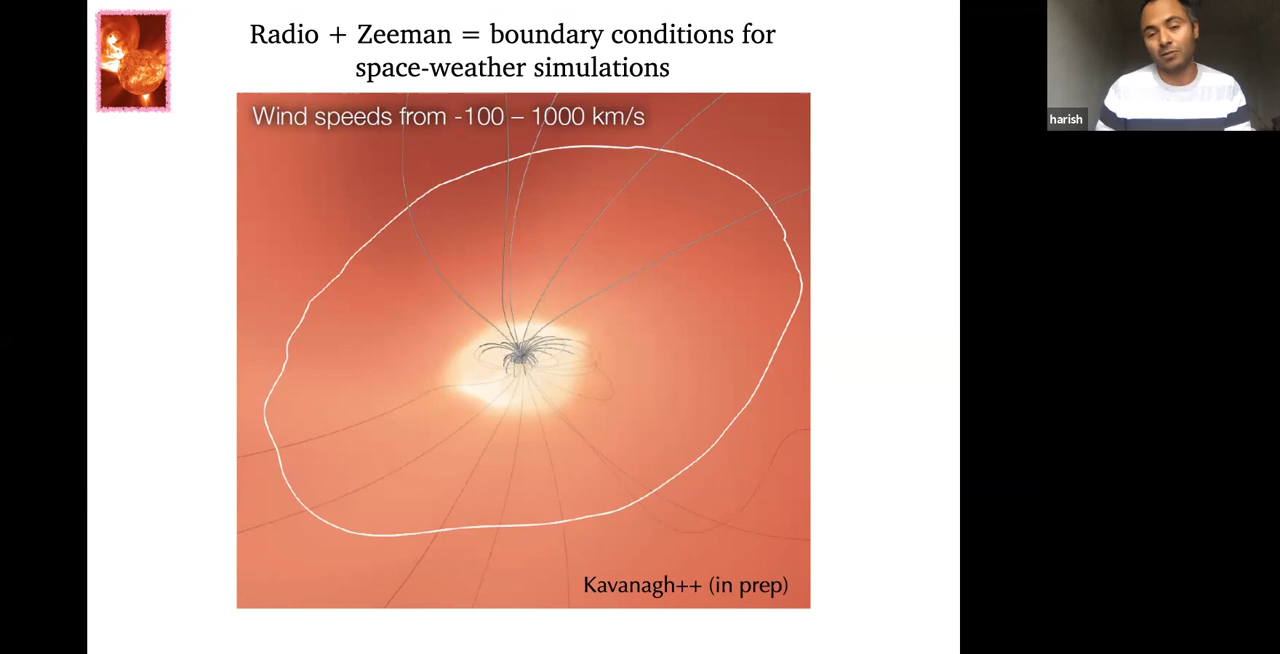 Radio + Zeeman = boundary conditions for
space-weather simulations
Wind speeds from -100 – 1000 km/s
Kavanagh++ (in prep)
harish